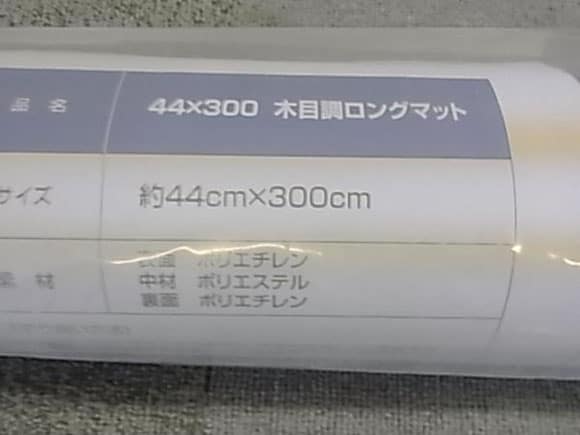 品名 44×300 木目調ロングマット
サイズ 約44cm×300cm
表面 ポリエチレン
素材 中材 ポリエステル
裏面 ポリエチレン